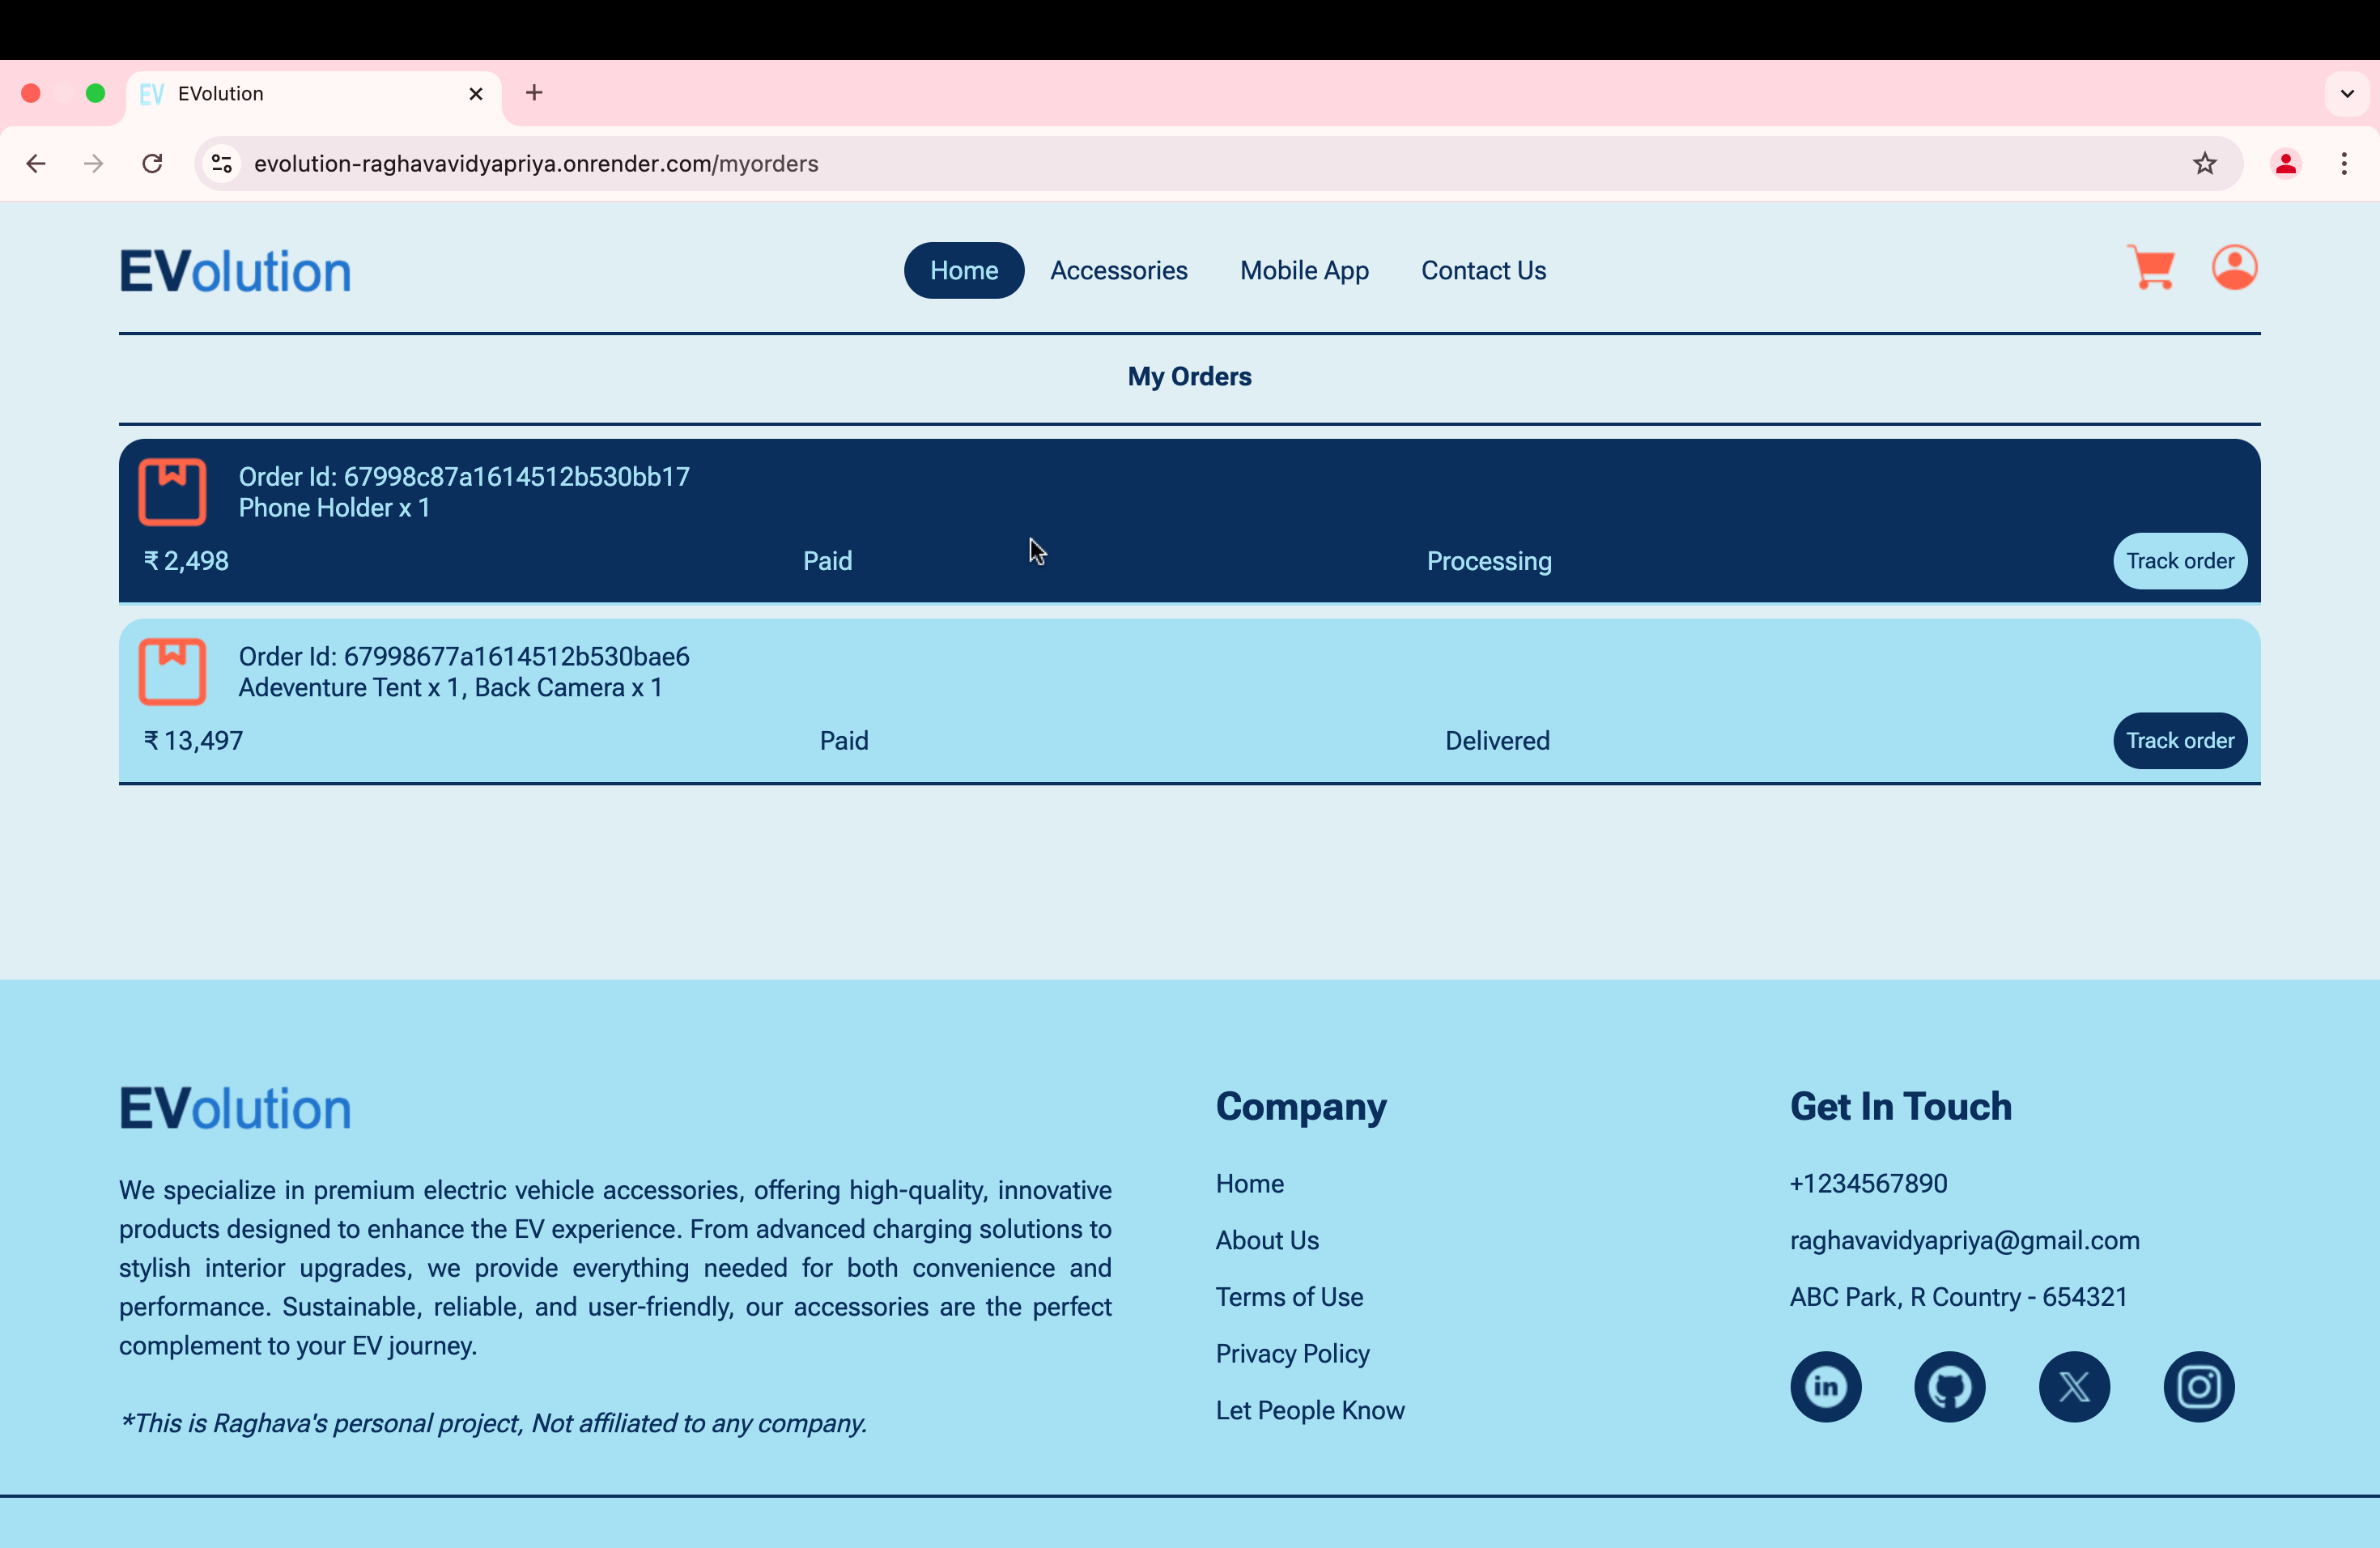 EV EVolution
evolution-raghavavidyapriya.onrender.com/myorders
EVolution
Home Accessories Mobile App Contact Us
My Orders
Order Id: 67998c87a1614512b530bb17
Phone Holder x 1
₹ 2,498 Paid Processing Track order
Order Id: 67998677a1614512b530bae6
Adeventure Tent x 1, Back Camera x 1
₹ 13,497 Paid Delivered Track order
EVolution
We specialize in premium electric vehicle accessories, offering high-quality, innovative
products designed to enhance the EV experience. From advanced charging solutions to
stylish interior upgrades, we provide everything needed for both convenience and
performance. Sustainable, reliable, and user-friendly, our accessories are the perfect
complement to your EV journey.
*This is Raghava's personal project, Not affiliated to any company.
Company
Home
About Us
Terms of Use
Privacy Policy
Let People Know
Get In Touch
+1234567890
raghavavidyapriya@gmail.com
ABC Park, R Country - 654321
in X